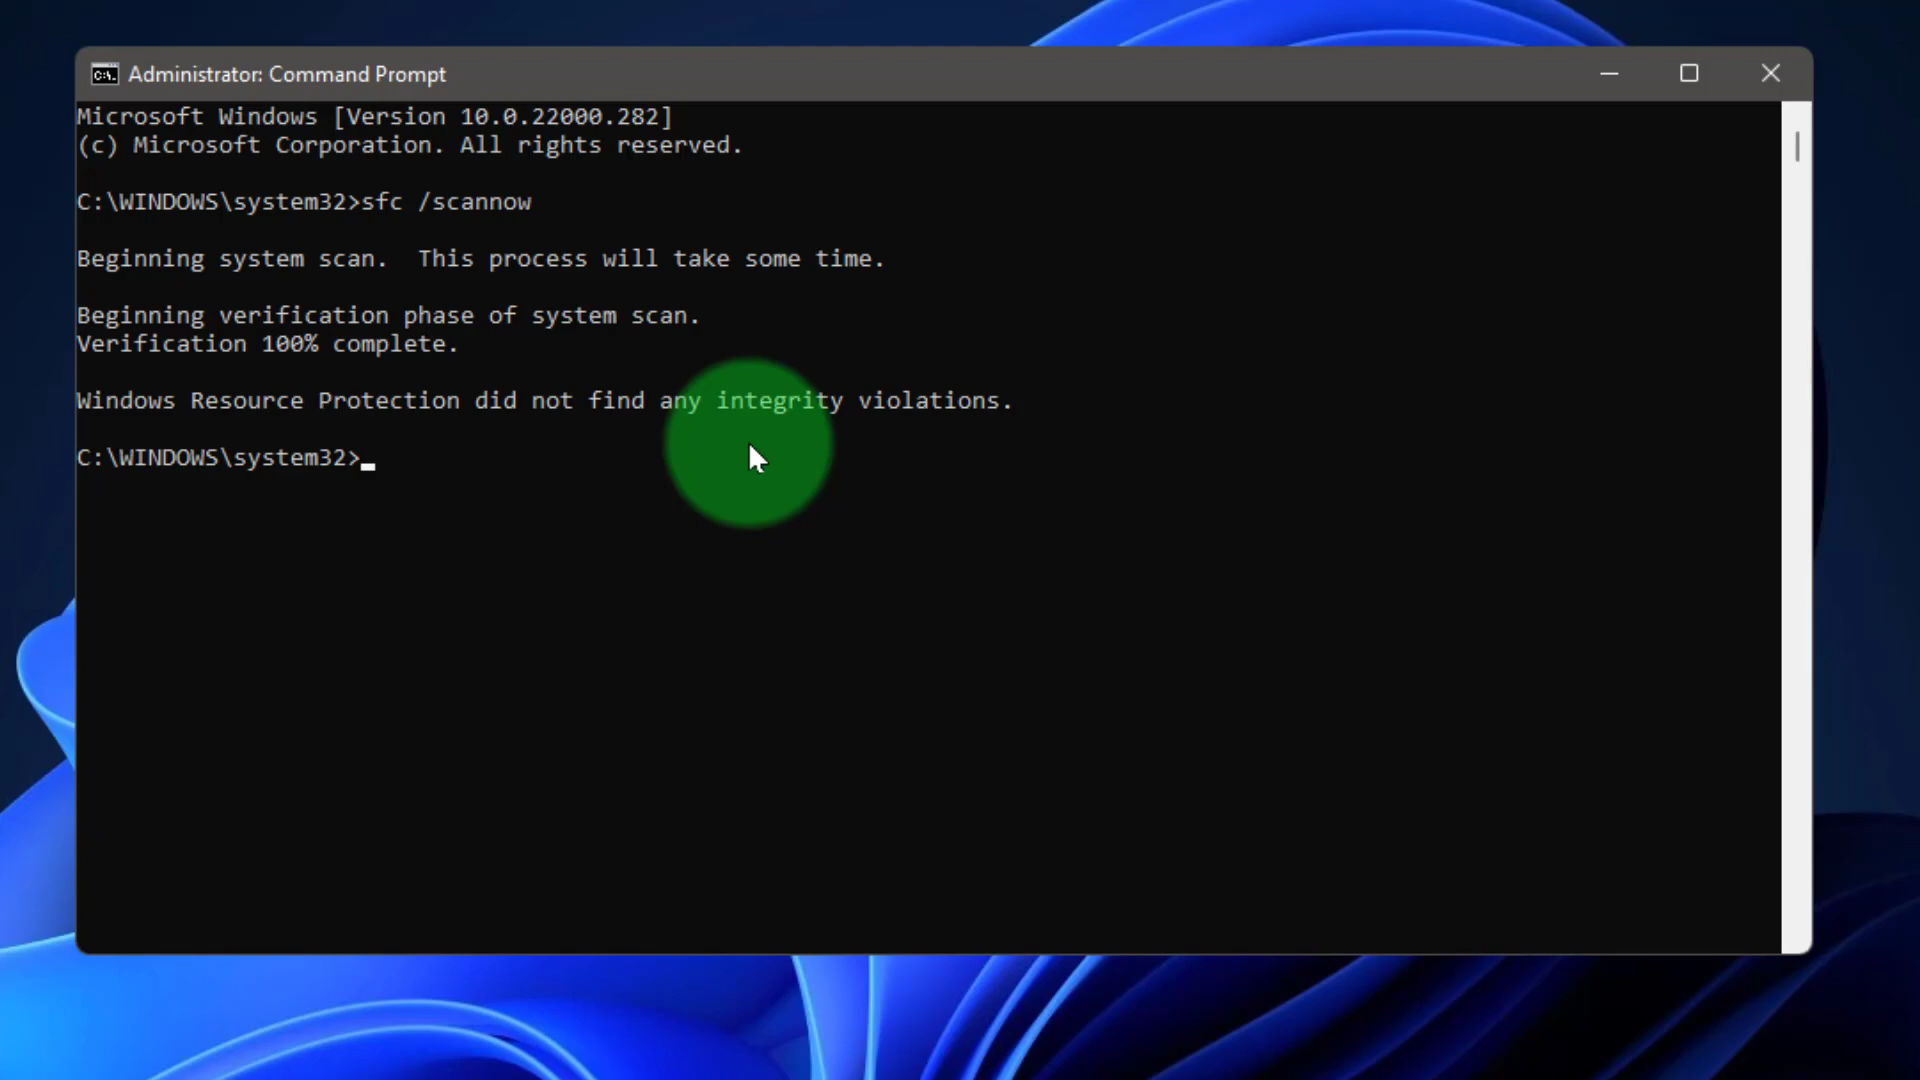 Administrator: Command Prompt
Microsoft Windows [Version 10.0.22000.282]
(c) Microsoft Corporation. All rights reserved.
C:\WINDOWS\system32>sfc /scannow
Beginning system scan.  This process will take some time.
Beginning verification phase of system scan.
Verification 100% complete.
Windows Resource Protection did not find any integrity violations.
C:\WINDOWS\system32>